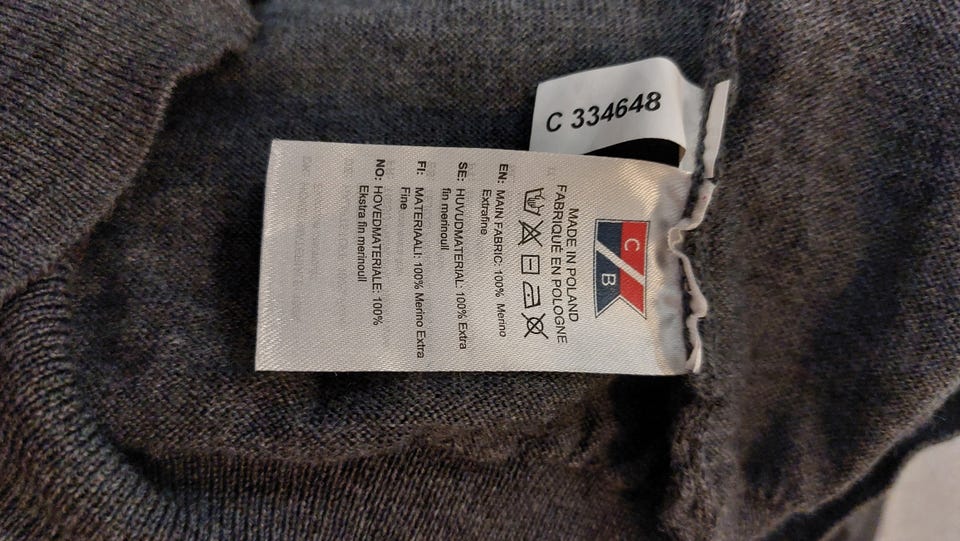 C 334648
C
B
MADE IN POLAND
FABRIQUÉ EN POLOGNE
EN: MAIN FABRIC: 100% Merino
Extrafine
SE: HUVUDMATERIAL: 100% Extra
fin merinoull
FI: MATERIAALI: 100% Merino Extra
Fine
NO: HOVEDMATERIALE: 100%
Ekstra fin merinoull